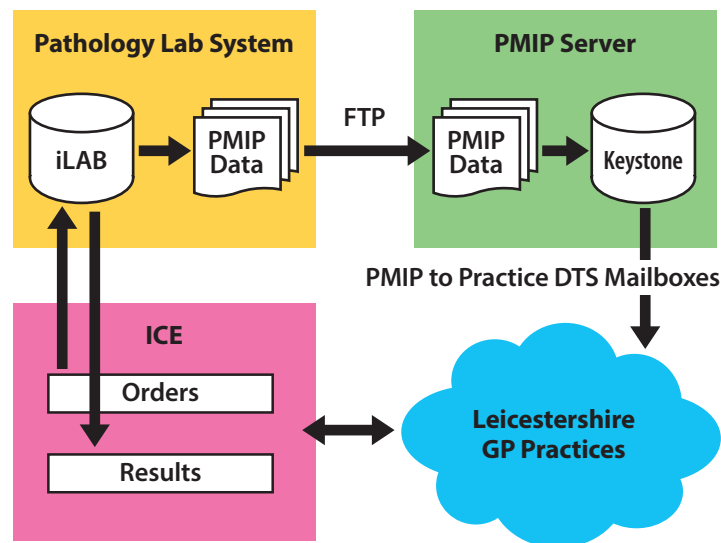 Pathology Lab System
PMIP Server
iLAB
PMIP
Data
FTP
PMIP
Data
Keystone
PMIP to Practice DTS Mailboxes
ICE
Orders
Results
Leicestershire
GP Practices